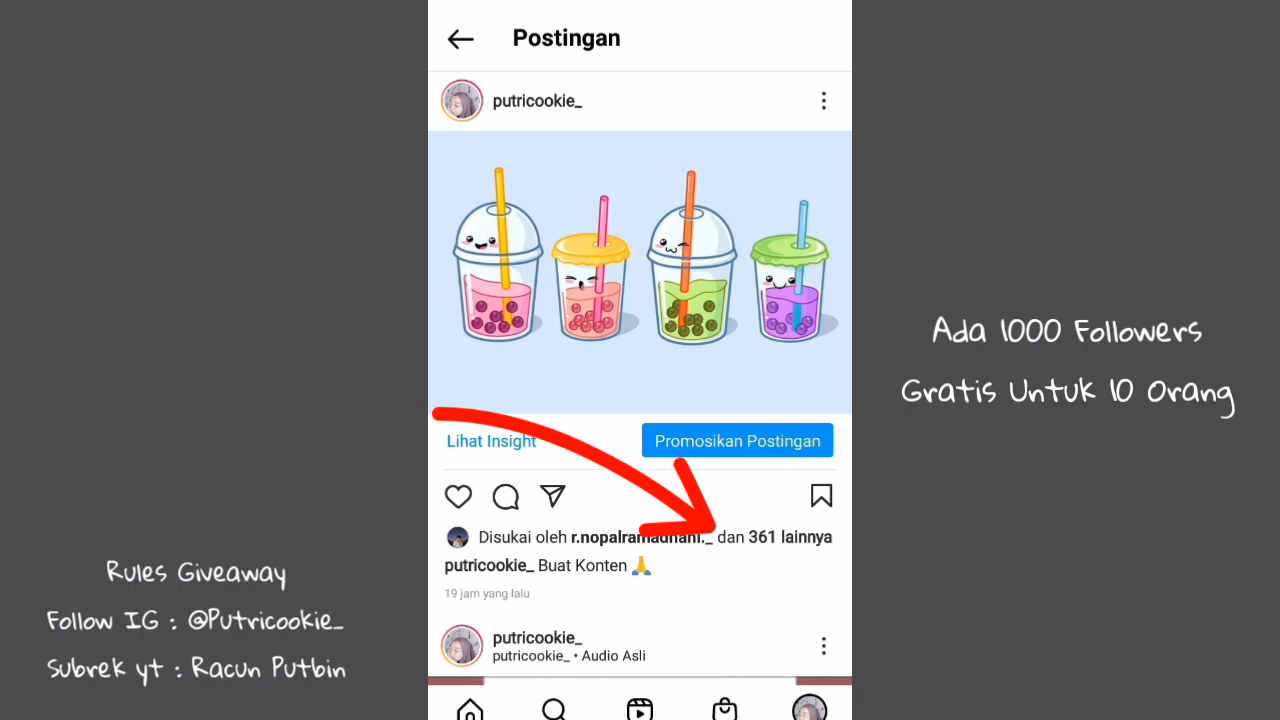 Postingan
putricookie_
Lihat Insight
Promosikan Postingan
Disukai oleh r.nopalramadhani._ dan 361 lainnya
putricookie_ Buat Konten 🙏
19 jam yang lalu
putricookie_
putricookie_ • Audio Asli
Ada 1000 Followers
Gratis Untuk 10 Orang
Rules Giveaway
Follow IG : @Putricookie_
Subrek yt : Racun Putbin